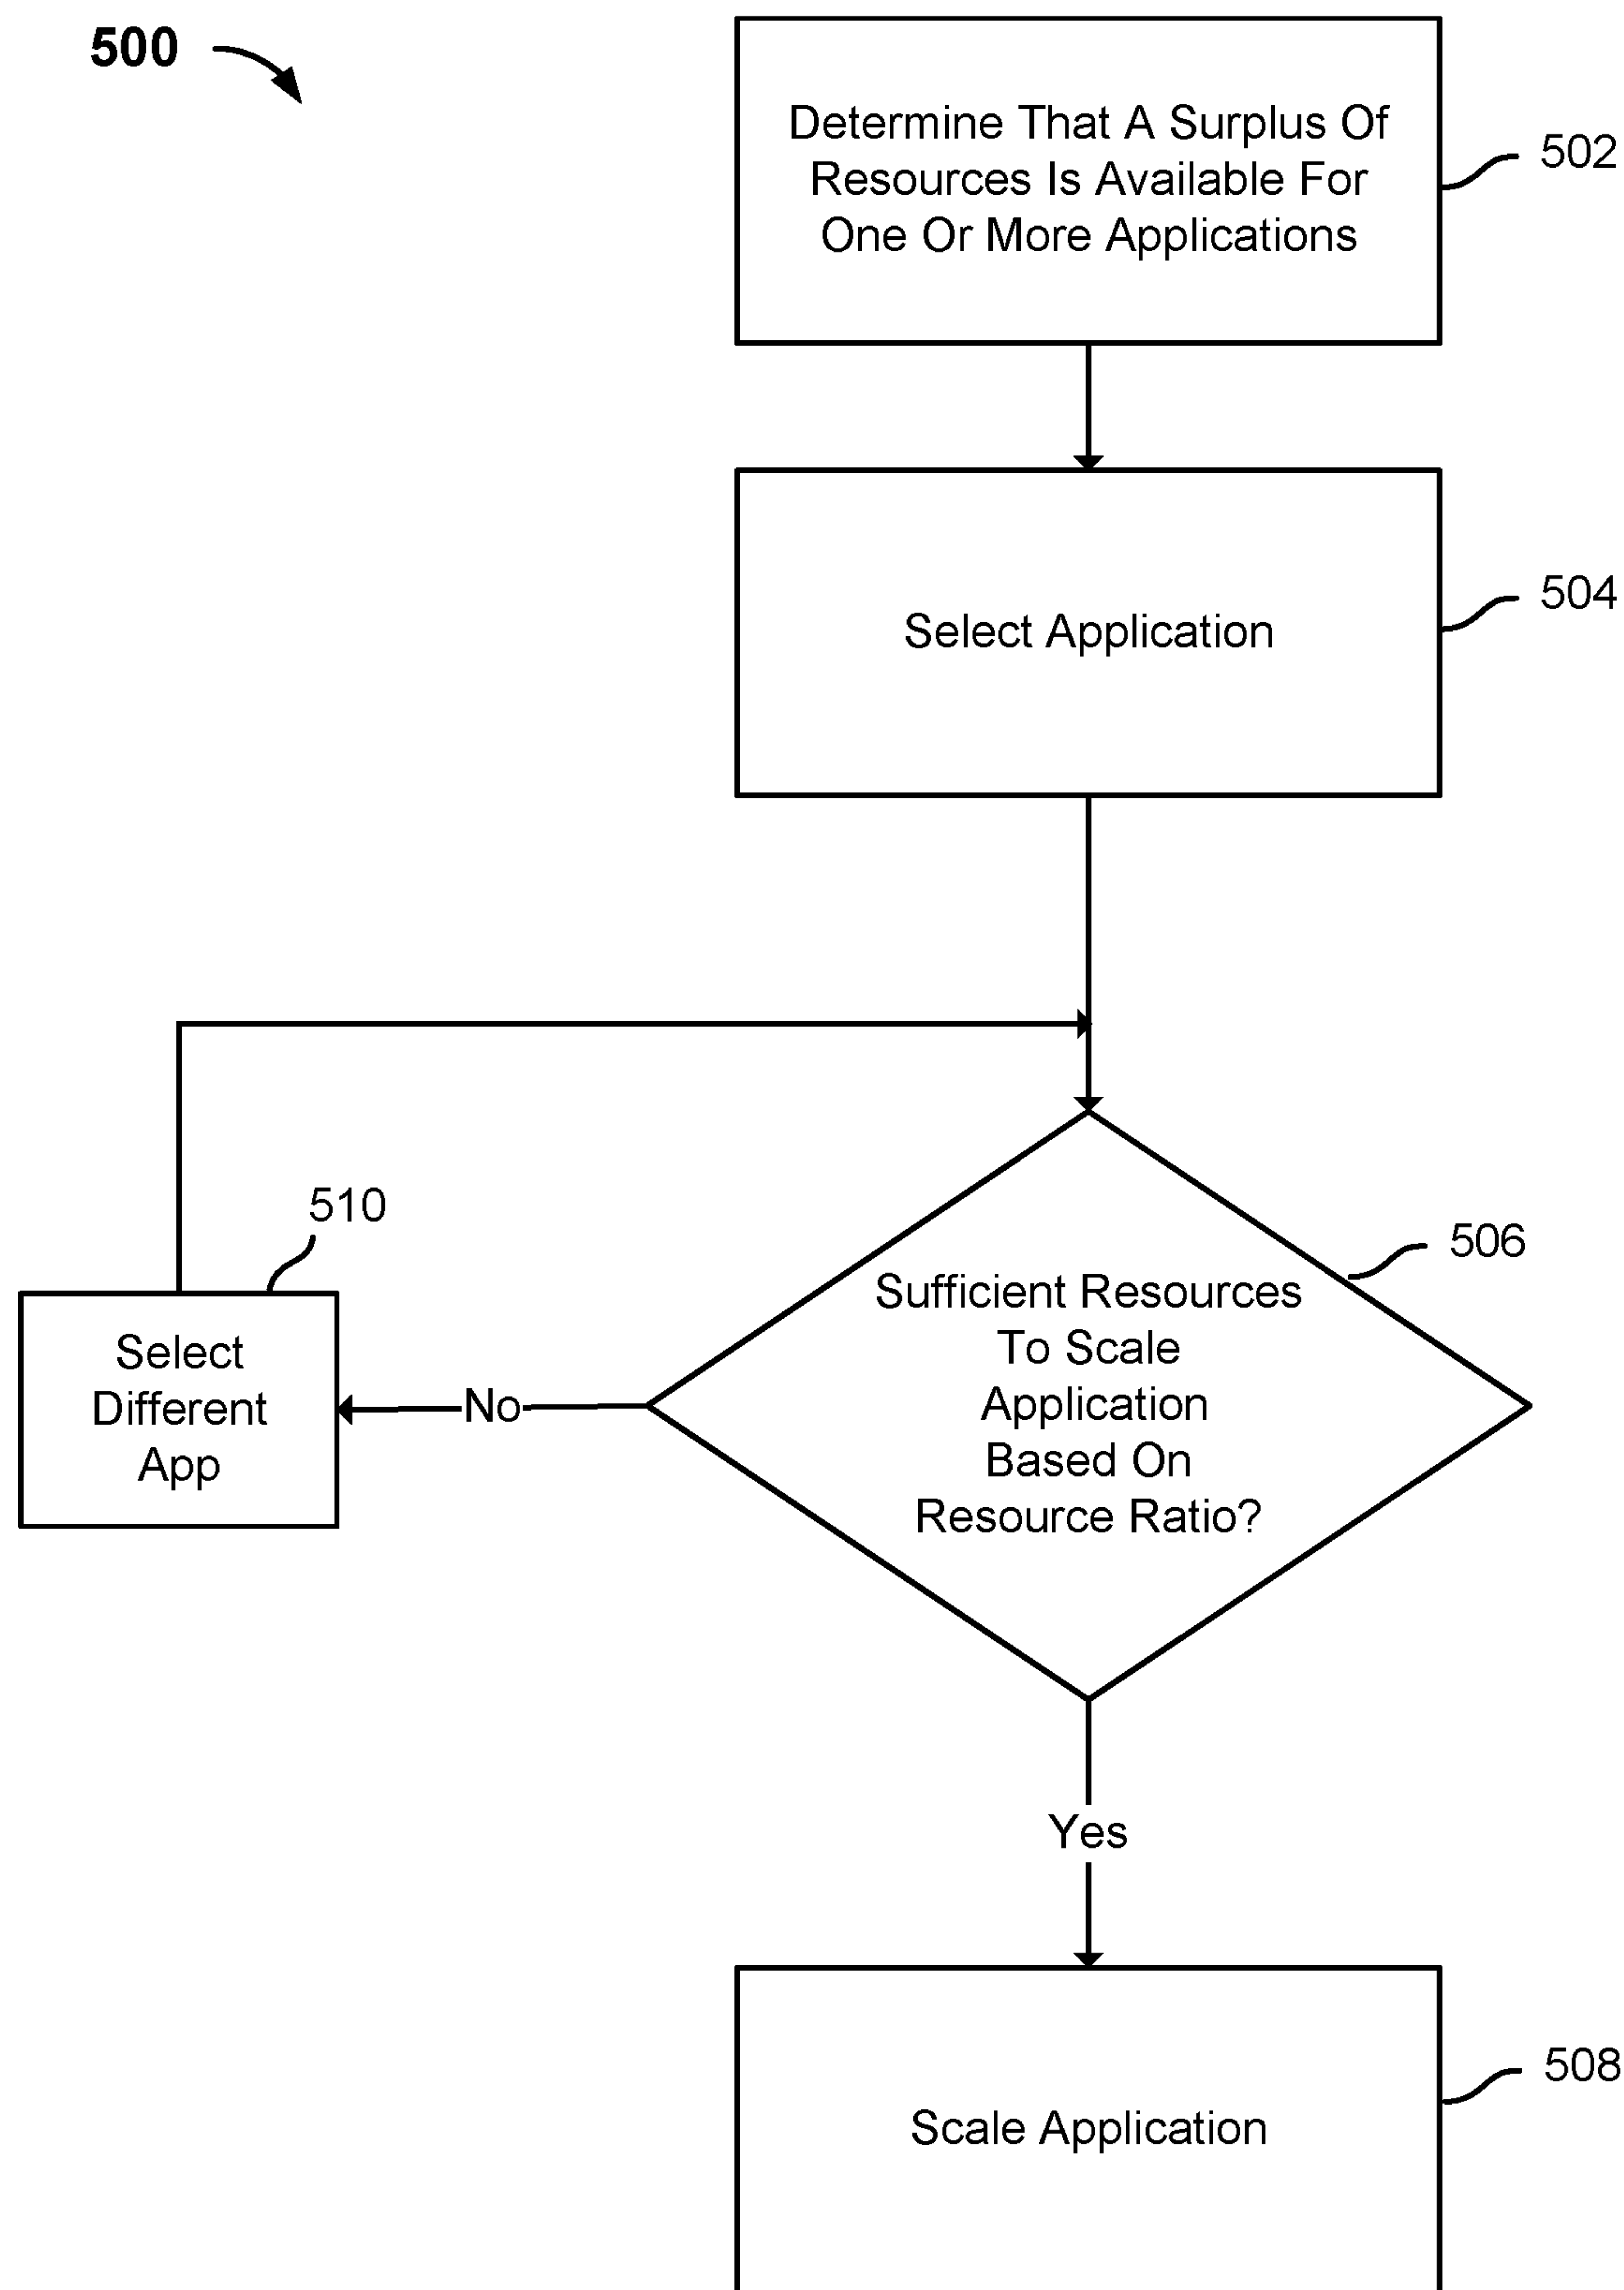 500
Determine That A Surplus Of
Resources Is Available For
One Or More Applications
502
Select Application
504
510
Select
Different
App
No
Sufficient Resources
To Scale
Application
Based On
Resource Ratio?
506
Yes
Scale Application
508